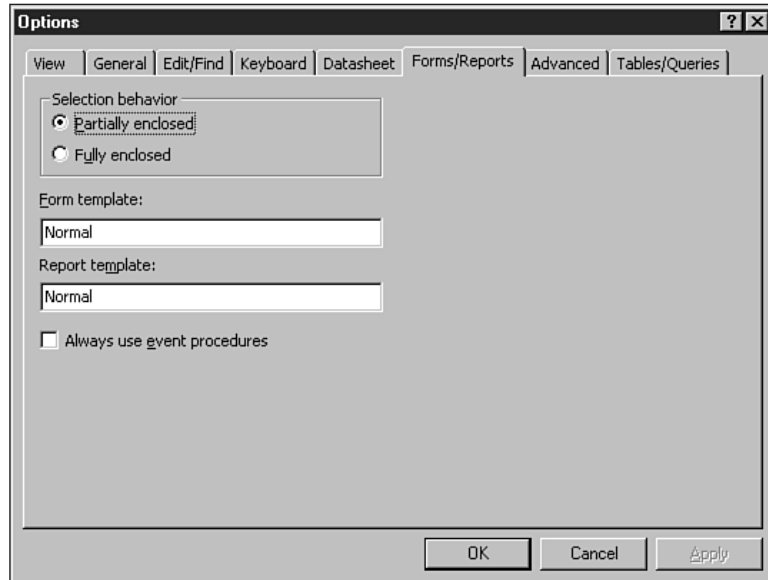 Options
View General Edit/Find Keyboard Datasheet Forms/Reports Advanced Tables/Queries
Selection behavior
Partially enclosed
Fully enclosed
Form template:
Normal
Report template:
Normal
Always use event procedures
OK Cancel Apply